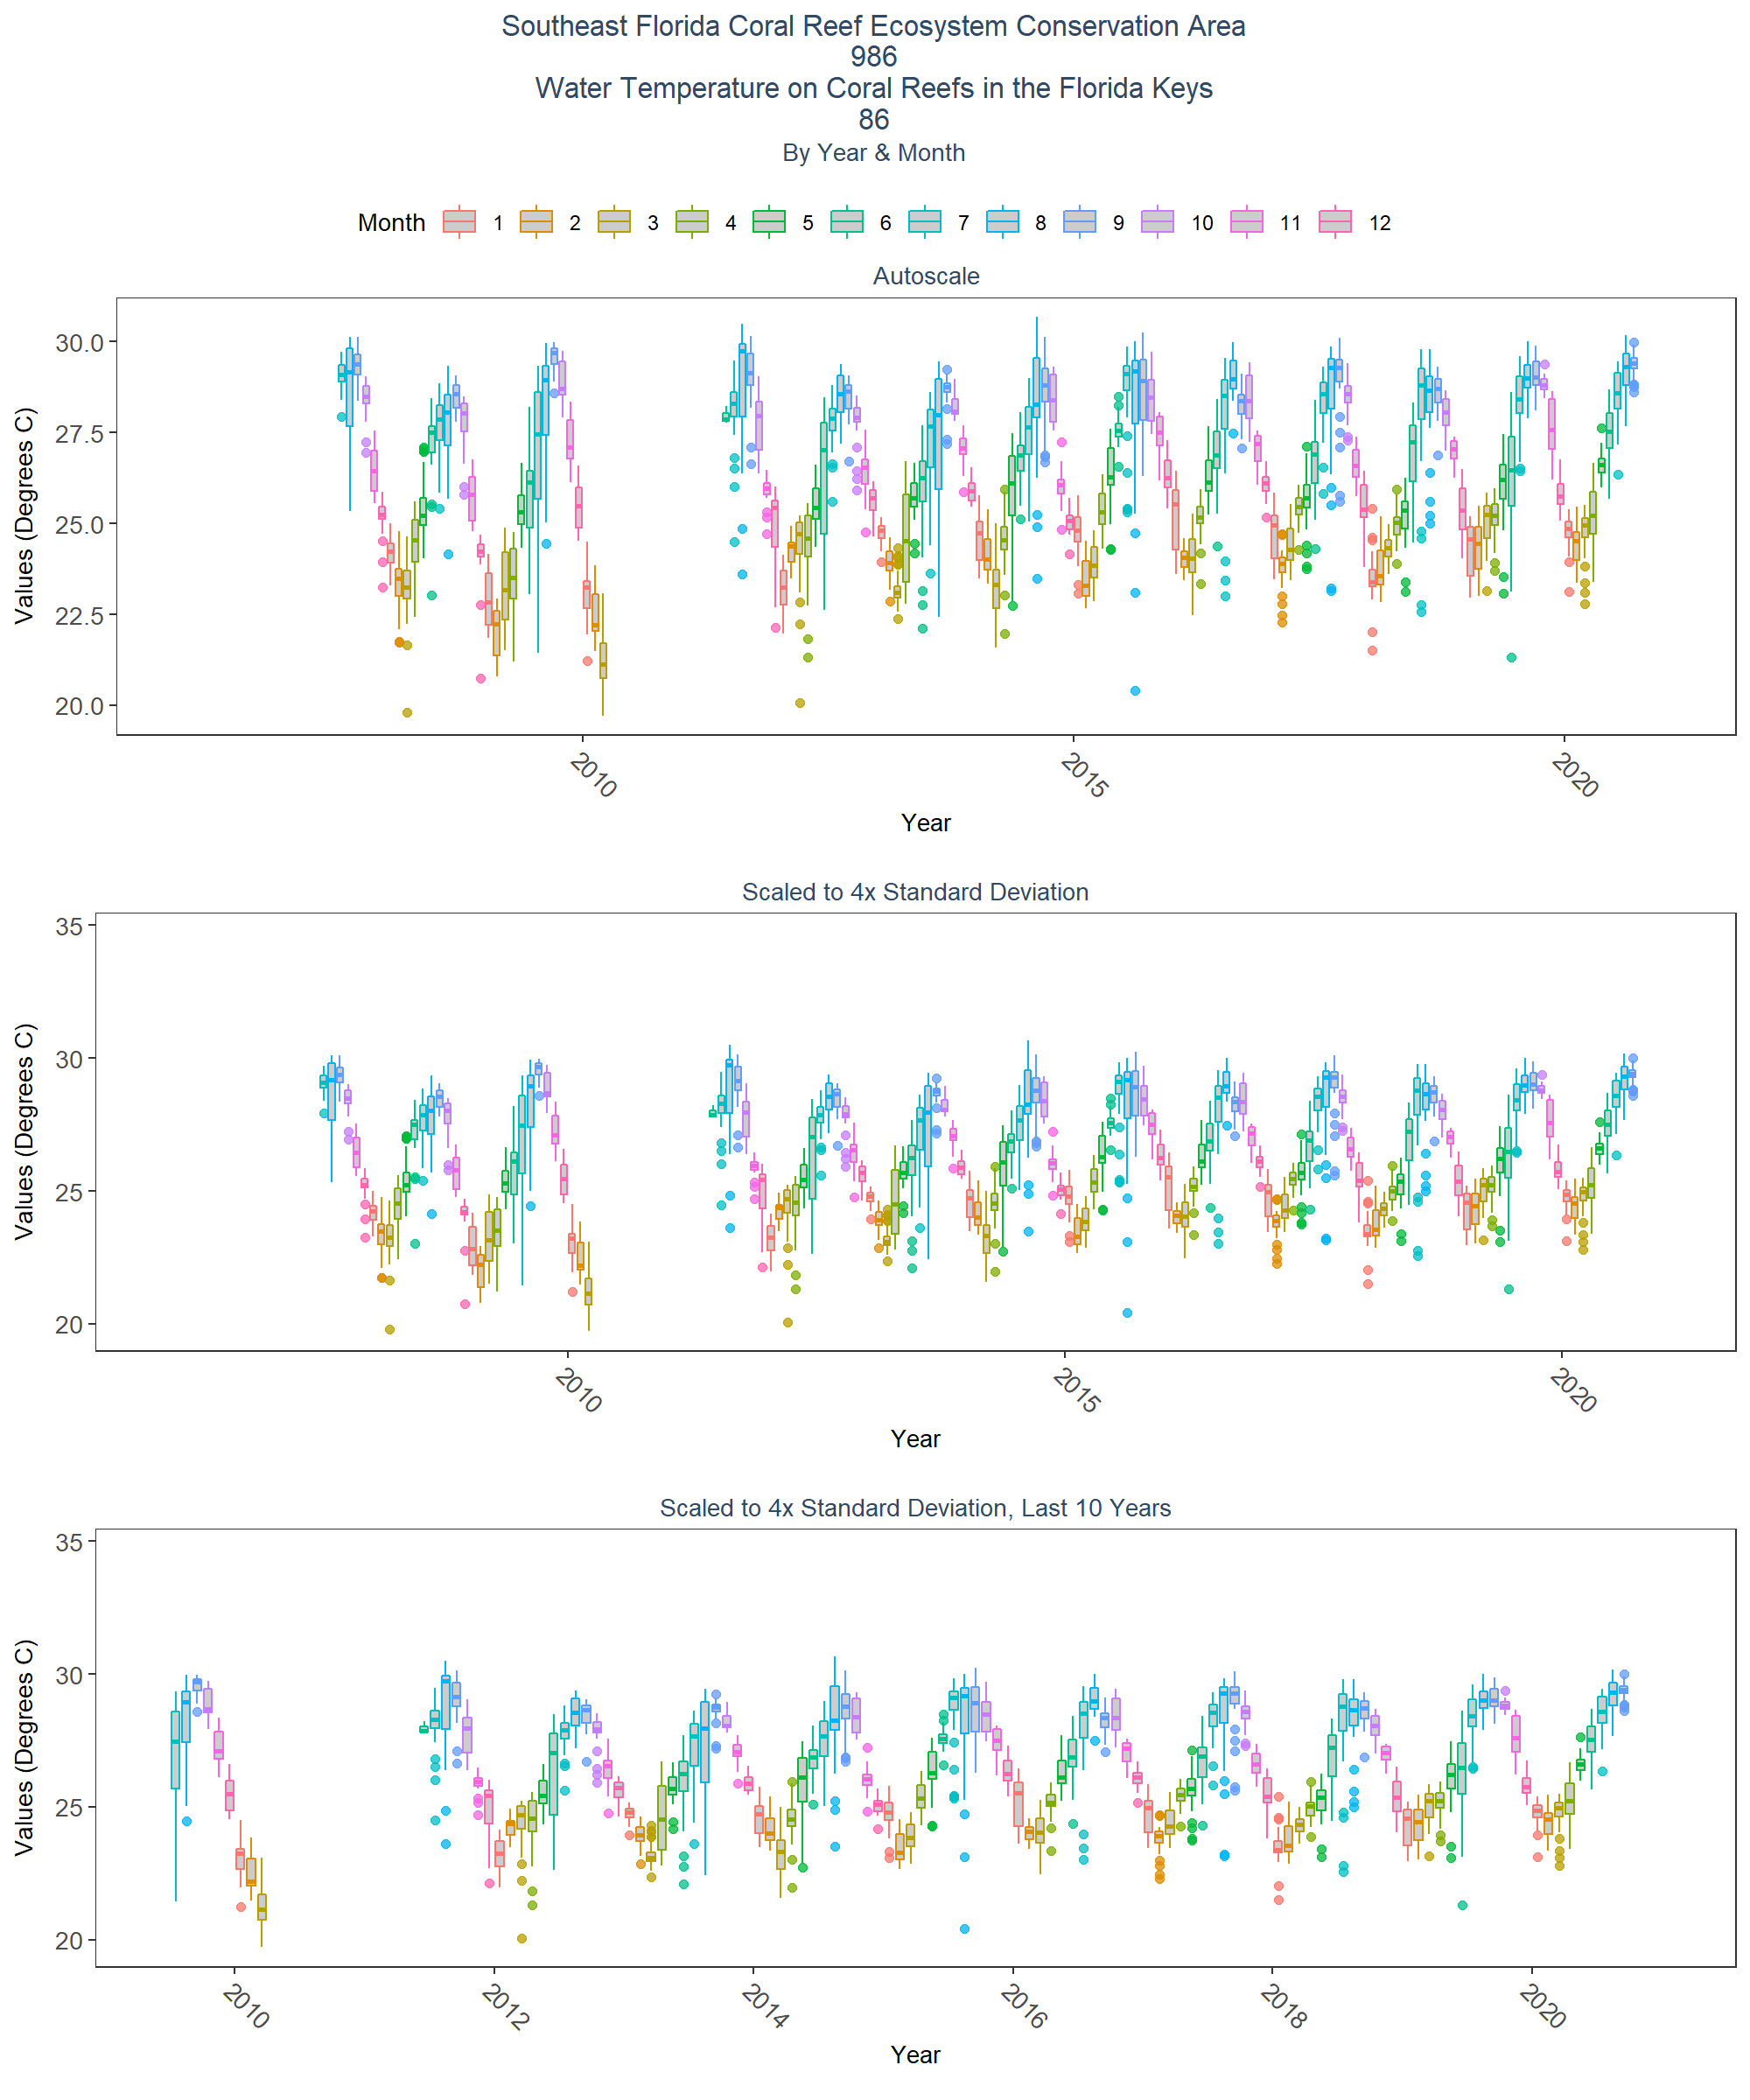 Southeast Florida Coral Reef Ecosystem Conservation Area
986
Water Temperature on Coral Reefs in the Florida Keys
86
By Year & Month
Month 1 2 3 4 5 6 7 8 9 10 11 12
Autoscale
Values (Degrees C)
30.0
27.5
25.0
22.5
20.0
2010 2015 2020
Year
Scaled to 4x Standard Deviation
Values (Degrees C)
35
30
25
20
2010 2015 2020
Year
Scaled to 4x Standard Deviation, Last 10 Years
Values (Degrees C)
35
30
25
20
2010 2012 2014 2016 2018 2020
Year